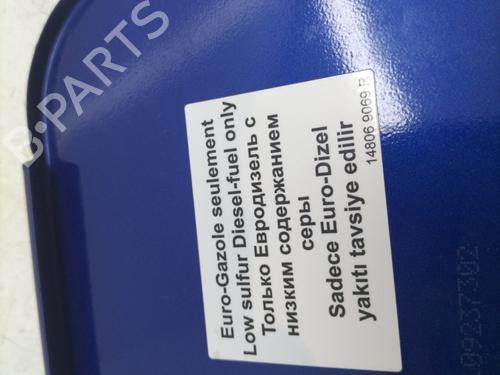 B-PARTS
Euro-Gazole seulement
Low sulfur Diesel-fuel only
Только Евродизель с
низким содержанием
серы
Sadece Euro-Dizel
yakıtı tavsiye edilir
14806 9069 R
09237302